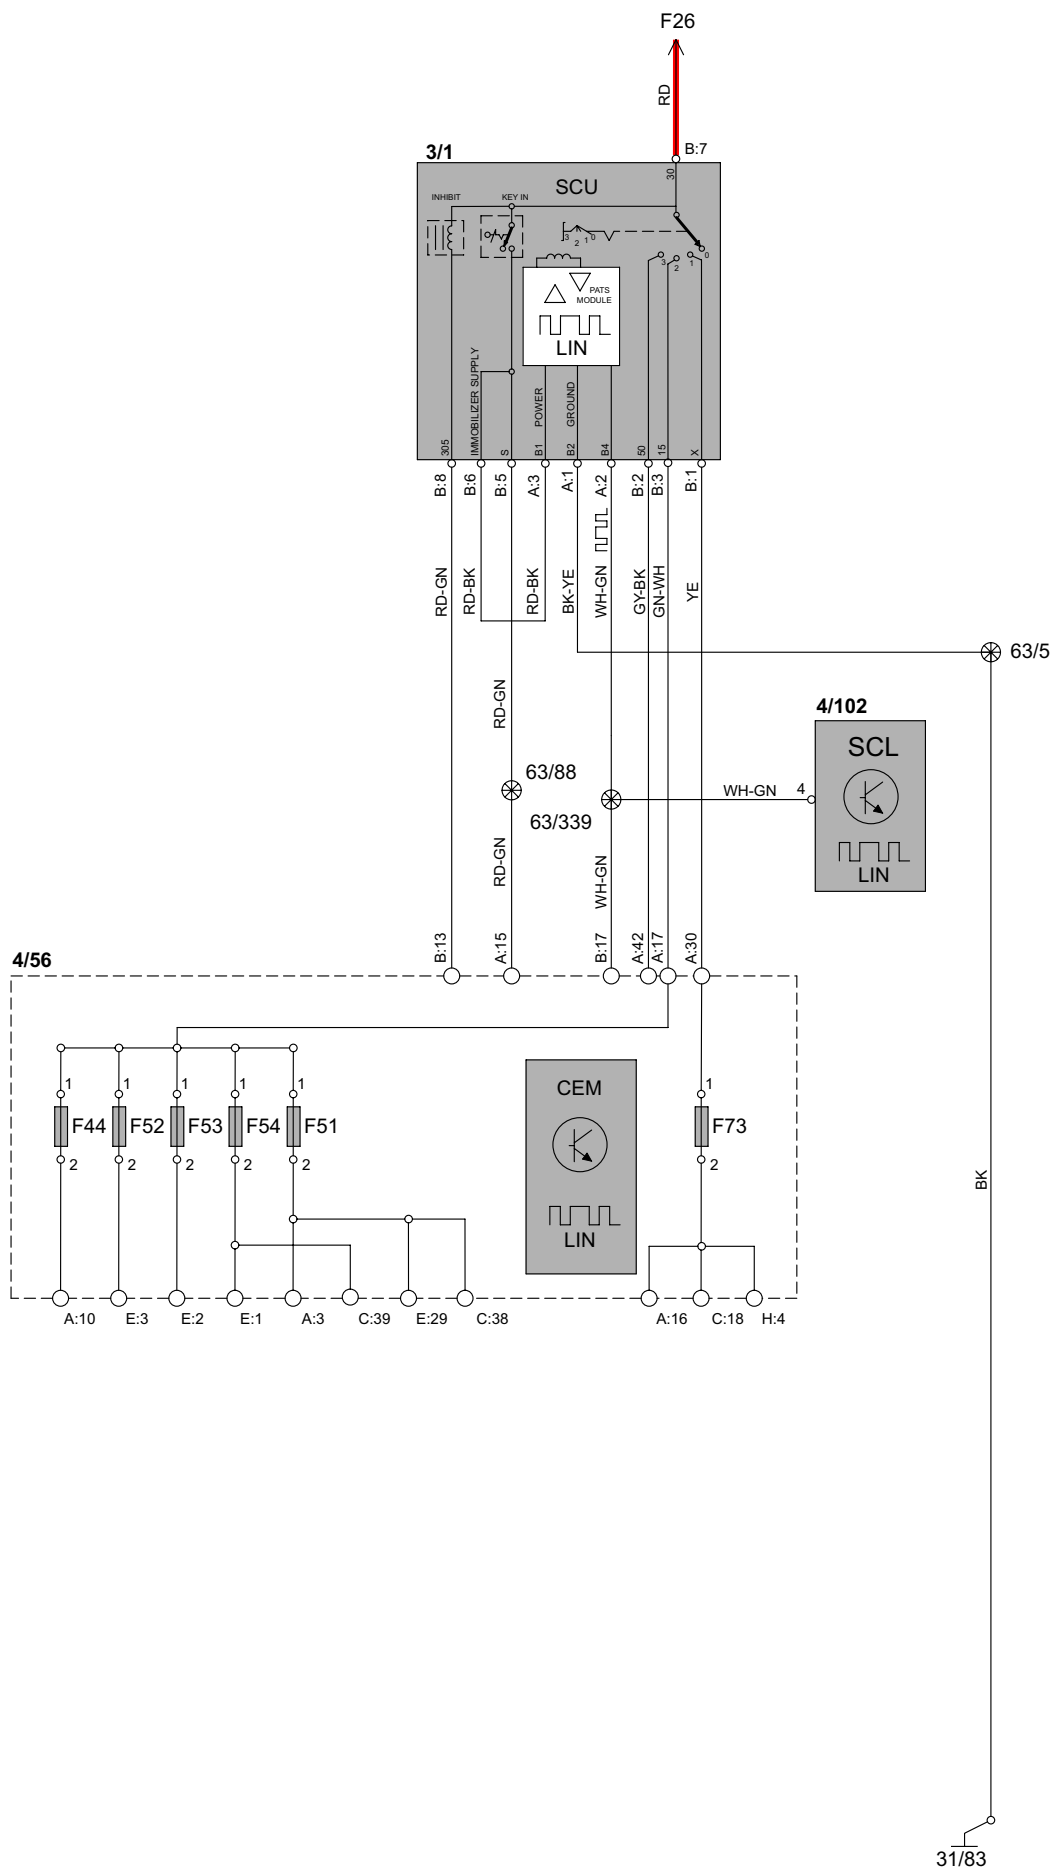 F26
RD
B:7
3/1
30
SCU
INHIBIT
KEY IN
3 2 1 0
3 2 1 0
PATS
MODULE
LIN
305
IMMOBILIZER SUPPLY
S
B1 POWER
B2 GROUND
B4
50
15
X
B:8
B:6
B:5
A:3
A:1
A:2
B:2
B:3
B:1
RD-GN
RD-BK
RD-BK
BK-YE
WH-GN
GY-BK
GN-WH
YE
63/5
RD-GN
4/102
SCL
63/88
WH-GN
4
63/339
LIN
RD-GN
WH-GN
B:13
A:15
B:17
A:42
A:17
A:30
4/56
CEM
1
1
1
1
1
1
F44
F52
F53
F54
F51
F73
2
2
2
2
2
2
BK
LIN
A:10
E:3
E:2
E:1
A:3
C:39
E:29
C:38
A:16
C:18
H:4
31/83